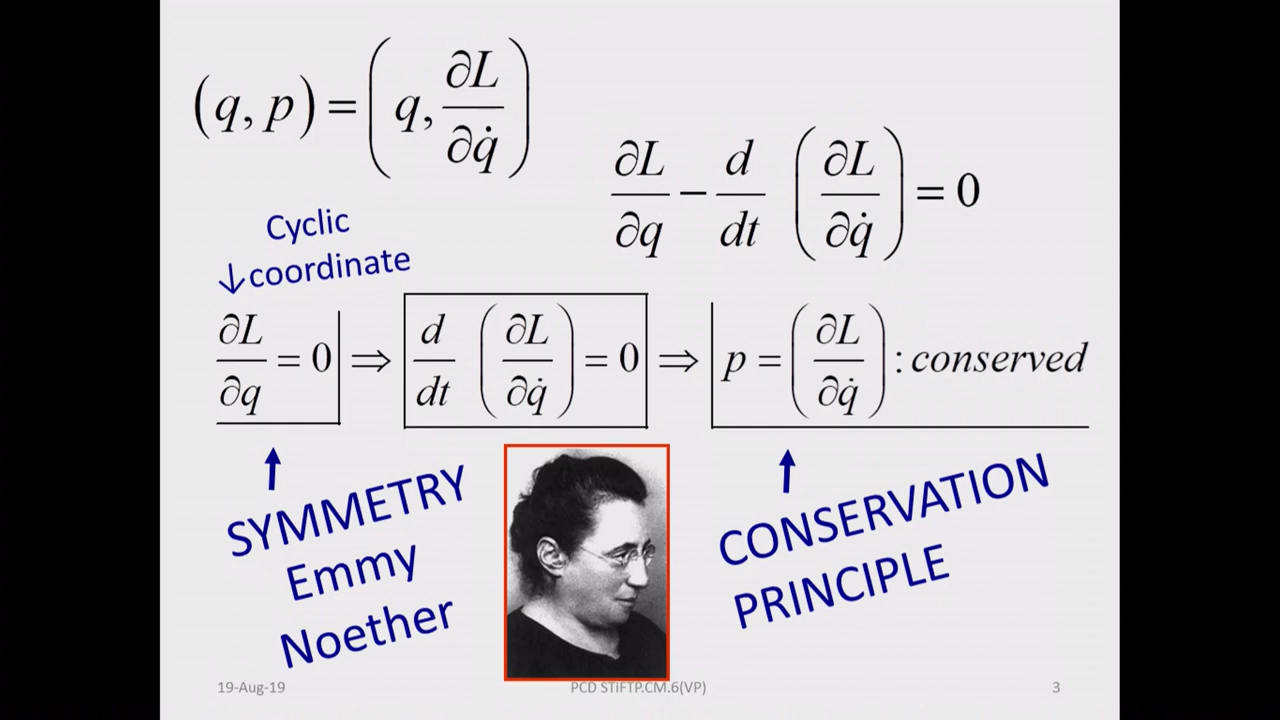 (q, p) = (q, ∂L/∂q̇)
∂L/∂q − d/dt (∂L/∂q̇) = 0
Cyclic
↓coordinate
∂L/∂q = 0 ⇒ d/dt (∂L/∂q̇) = 0 ⇒ p = (∂L/∂q̇) : conserved
SYMMETRY
Emmy
Noether
CONSERVATION
PRINCIPLE
19-Aug-19
PCD STiFTP.CM.6(VP)
3